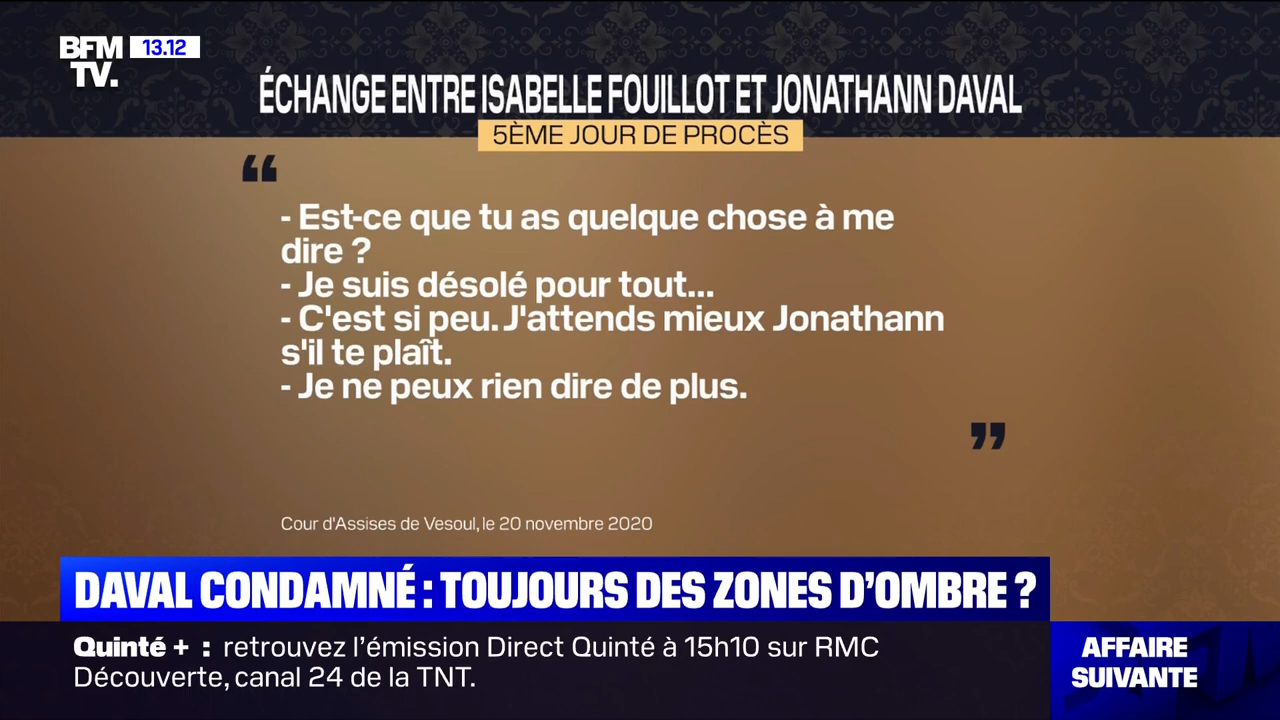 BFM
TV.
13.12
ÉCHANGE ENTRE ISABELLE FOUILLOT ET JONATHANN DAVAL
5ÈME JOUR DE PROCÈS
“
- Est-ce que tu as quelque chose à me
dire ?
- Je suis désolé pour tout...
- C'est si peu. J'attends mieux Jonathann
s'il te plaît.
- Je ne peux rien dire de plus.
”
Cour d'Assises de Vesoul, le 20 novembre 2020
DAVAL CONDAMNÉ : TOUJOURS DES ZONES D’OMBRE ?
Quinté + : retrouvez l’émission Direct Quinté à 15h10 sur RMC
Découverte, canal 24 de la TNT.
AFFAIRE
SUIVANTE